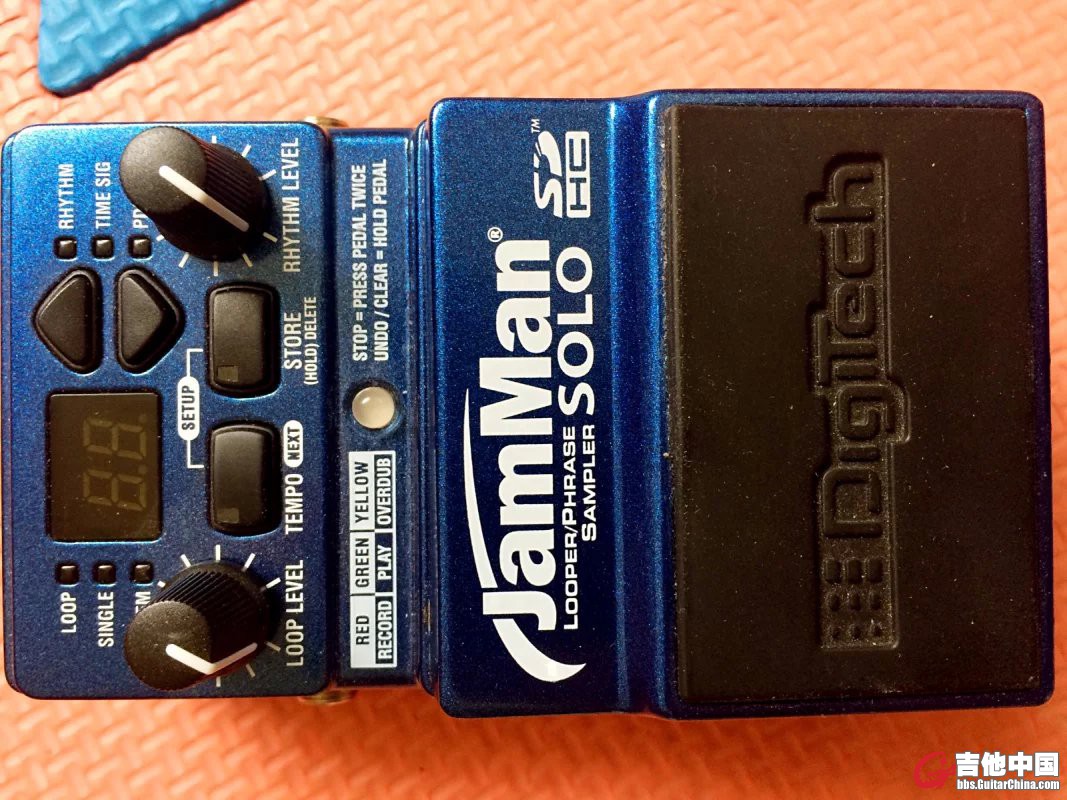 LOOP
RHYTHM
SINGLE
TIME SIG
SETUP
LOOP LEVEL
TEMPO NEXT
STORE
(HOLD) DELETE
RHYTHM LEVEL
RED GREEN YELLOW
RECORD PLAY OVERDUB
STOP = PRESS PEDAL TWICE
UNDO / CLEAR = HOLD PEDAL
JamMan®
LOOPER/PHRASE
SAMPLER
SOLO
SD™
HC
DigiTech
吉他中国
bbs.GuitarChina.com